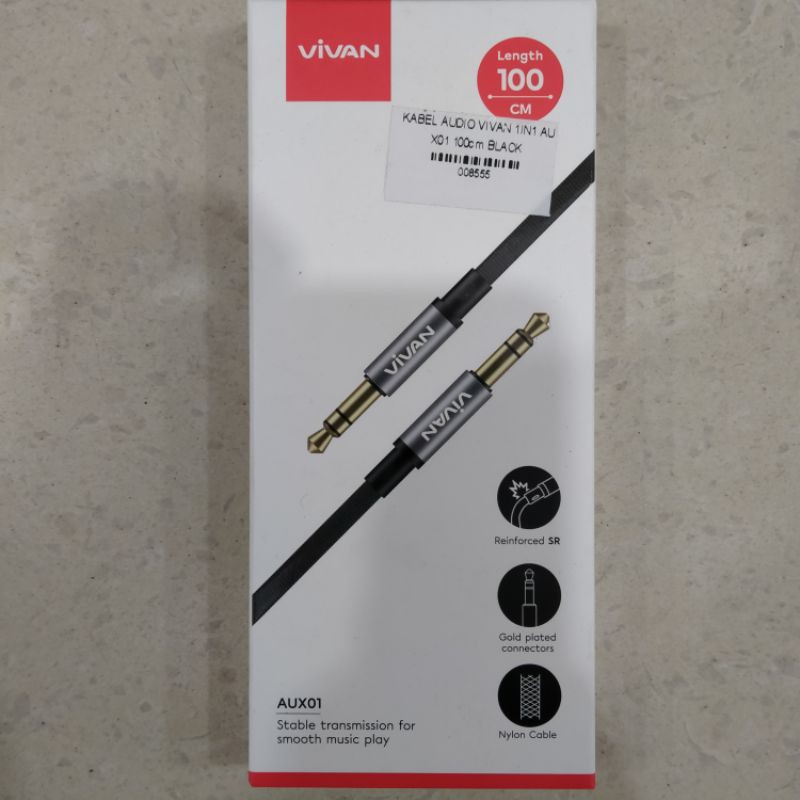 ViVAN
Length
100
CM
KABEL AUDIO VIVAN 1IN1 AU
X01 100cm BLACK
008555
ViVAN
ViVAN
Reinforced SR
Gold plated
connectors
Nylon Cable
AUX01
Stable transmission for
smooth music play